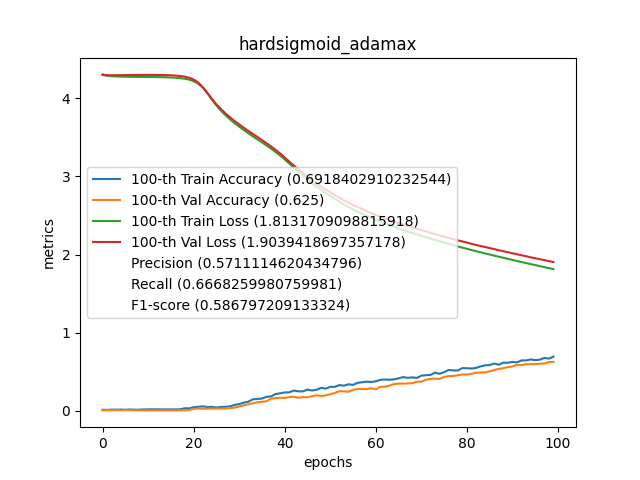 hardsigmoid_adamax
metrics
4
3
2
1
0
100-th Train Accuracy (0.6918402910232544)
100-th Val Accuracy (0.625)
100-th Train Loss (1.8131709098815918)
100-th Val Loss (1.9039418697357178)
Precision (0.5711114620434796)
Recall (0.6668259980759981)
F1-score (0.586797209133324)
0 20 40 60 80 100
epochs